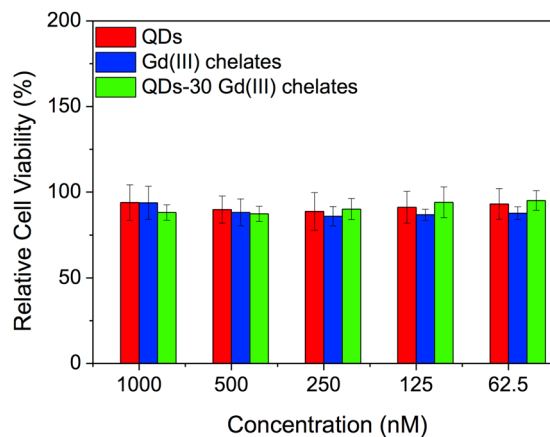 200
150
100
50
0
Relative Cell Viability (%)
QDs
Gd(III) chelates
QDs-30 Gd(III) chelates
1000 500 250 125 62.5
Concentration (nM)